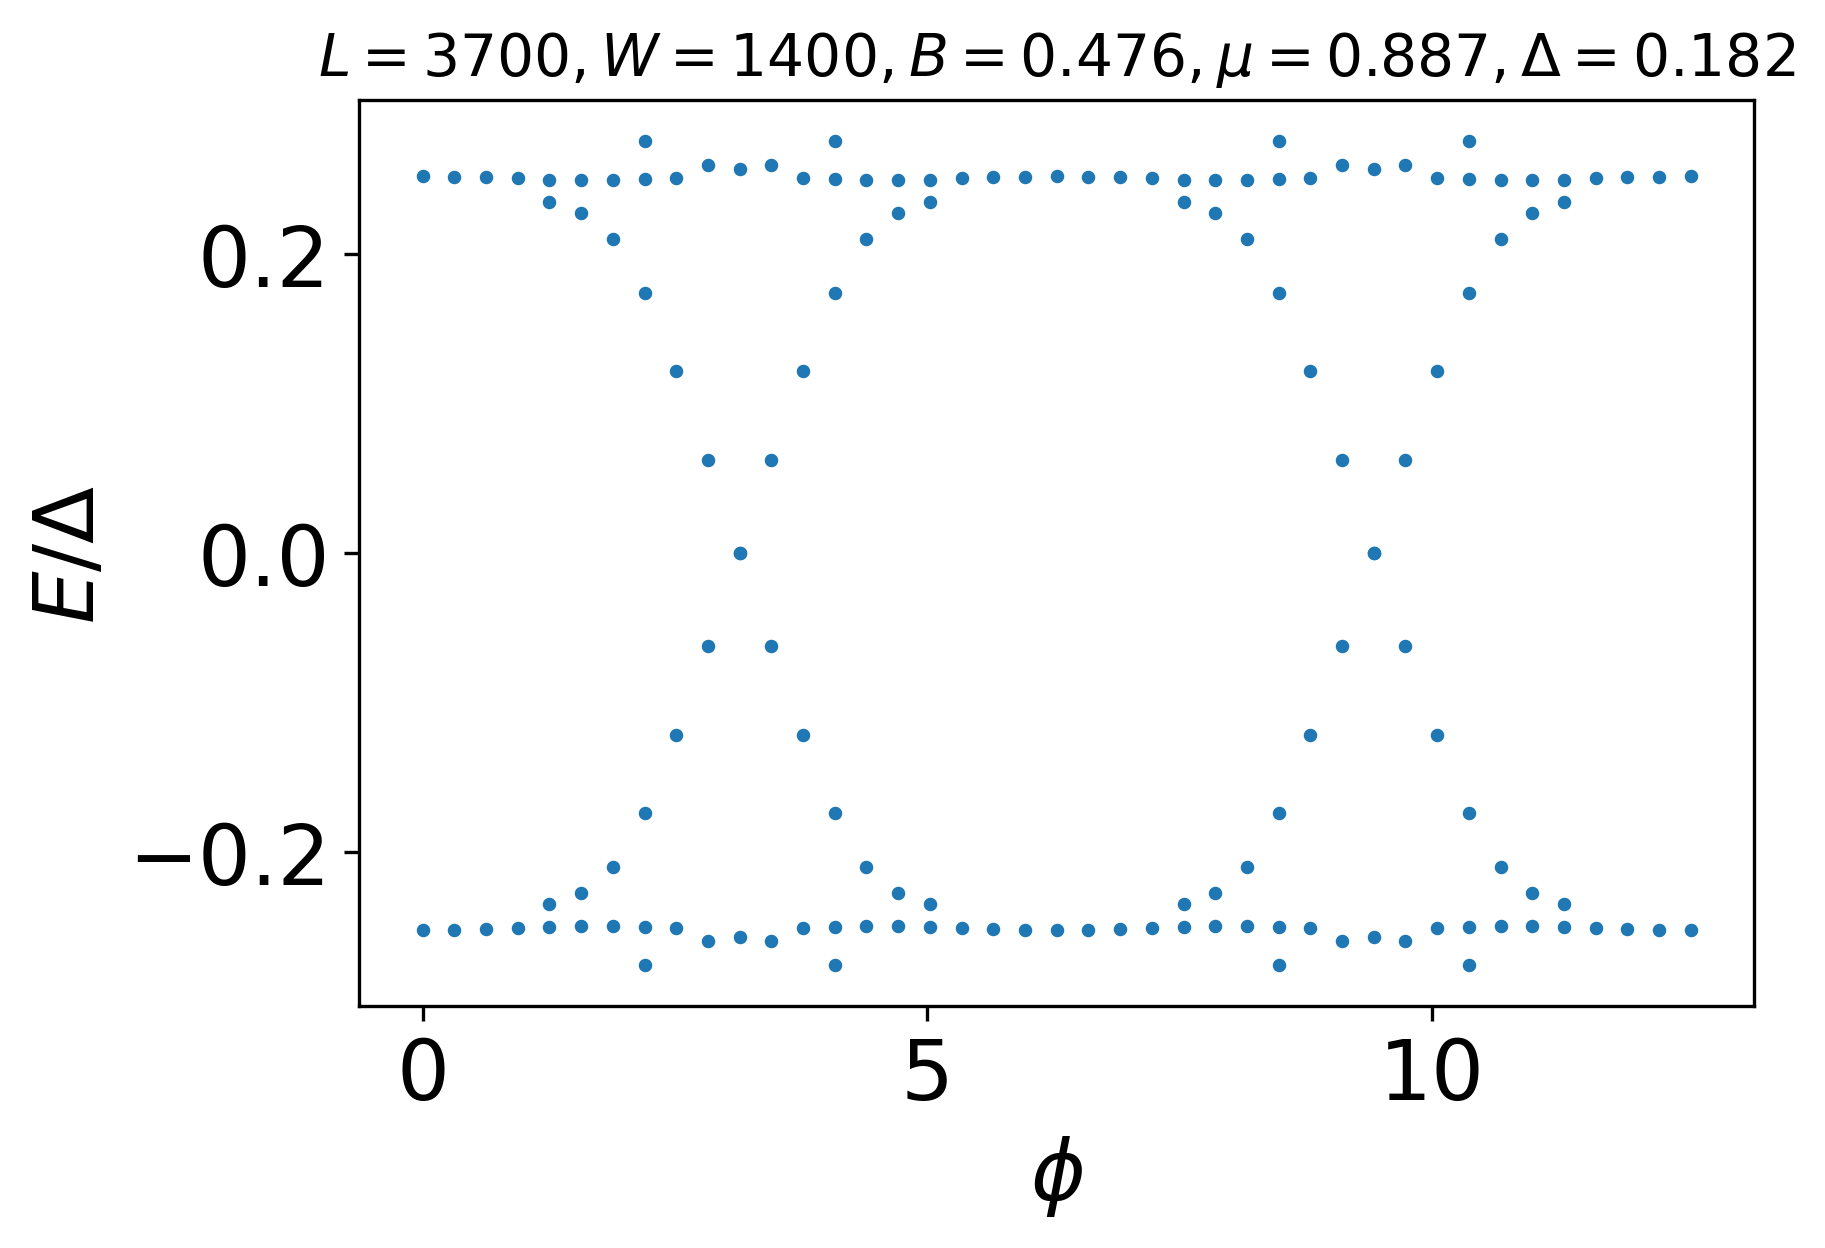 L = 3700, W = 1400, B = 0.476, μ = 0.887, Δ = 0.182
E/Δ
0.2
0.0
−0.2
0 5 10
ϕ